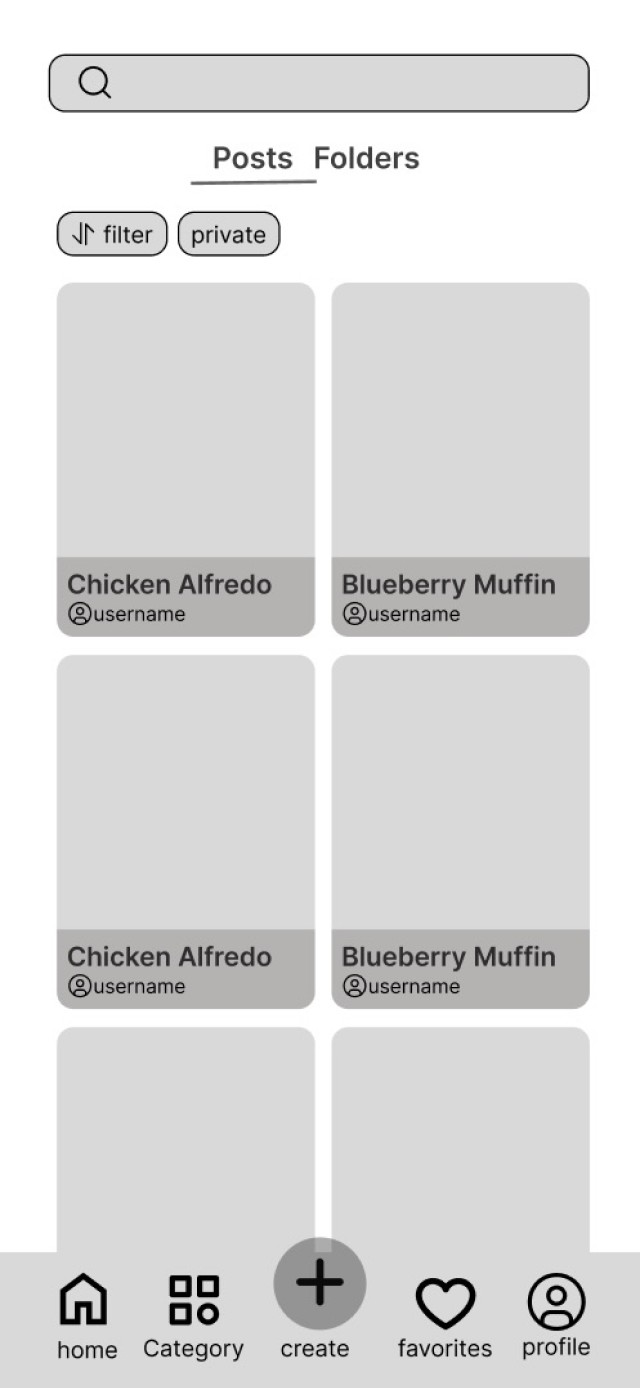 Posts Folders
filter private
Chicken Alfredo
username
Blueberry Muffin
username
Chicken Alfredo
username
Blueberry Muffin
username
home Category create favorites profile